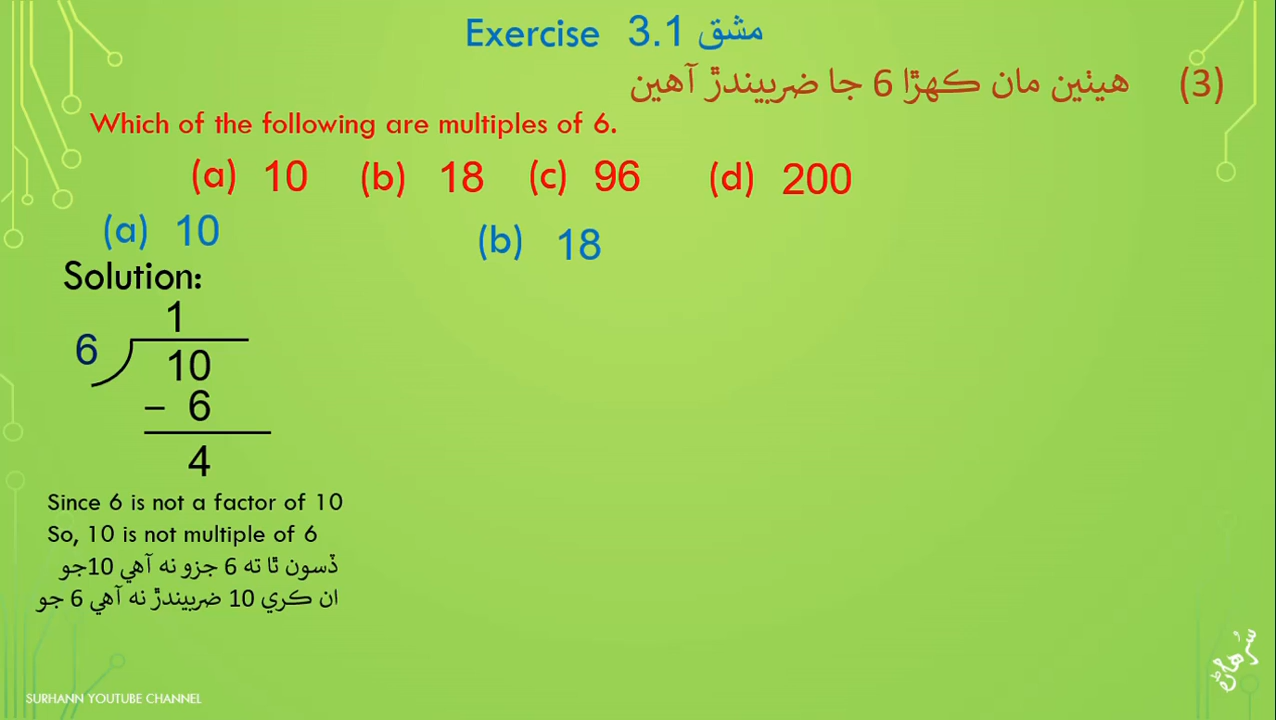 Exercise 3.1 مشق
(3) هيٺين مان ڪهڙا 6 جا ضربيندڙ آهين
Which of the following are multiples of 6.
(a) 10 (b) 18 (c) 96 (d) 200
(a) 10 (b) 18
Solution:
1
6 10
– 6
4
Since 6 is not a factor of 10
So, 10 is not multiple of 6
ڏسون ٿا ته 6 جزو نه آهي 10جو
ان ڪري 10 ضربيندڙ نه آهي 6 جو
سُرهاڻ
SURHANN YOUTUBE CHANNEL